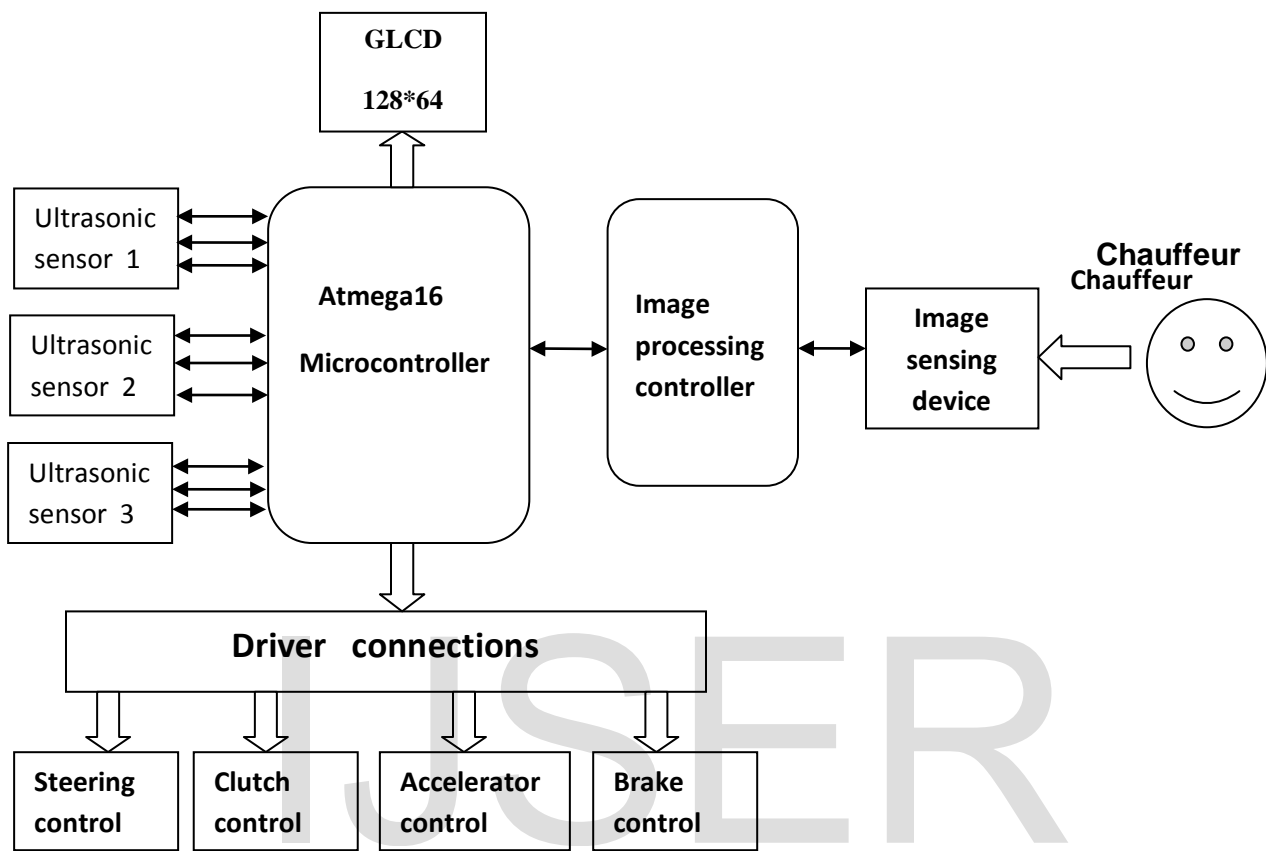 GLCD
128*64
Ultrasonic
sensor 1
Ultrasonic
sensor 2
Ultrasonic
sensor 3
Atmega16
Microcontroller
Image
processing
controller
Image
sensing
device
Chauffeur
Chauffeur
Driver connections
Steering
control
Clutch
control
Accelerator
control
Brake
control
IJSER